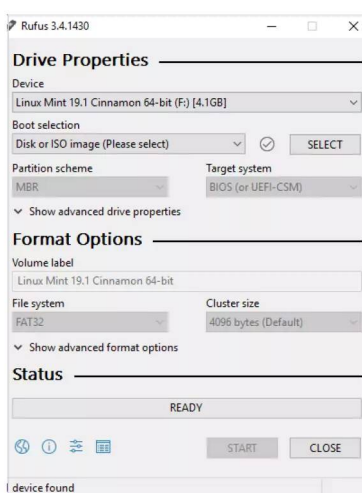 Rufus 3.4.1430
Drive Properties
Device
Linux Mint 19.1 Cinnamon 64-bit (F:) [4.1GB]
Boot selection
Disk or ISO image (Please select)
SELECT
Partition scheme
Target system
MBR
BIOS (or UEFI-CSM)
Show advanced drive properties
Format Options
Volume label
Linux Mint 19.1 Cinnamon 64-bit
File system
Cluster size
FAT32
4096 bytes (Default)
Show advanced format options
Status
READY
START
CLOSE
device found